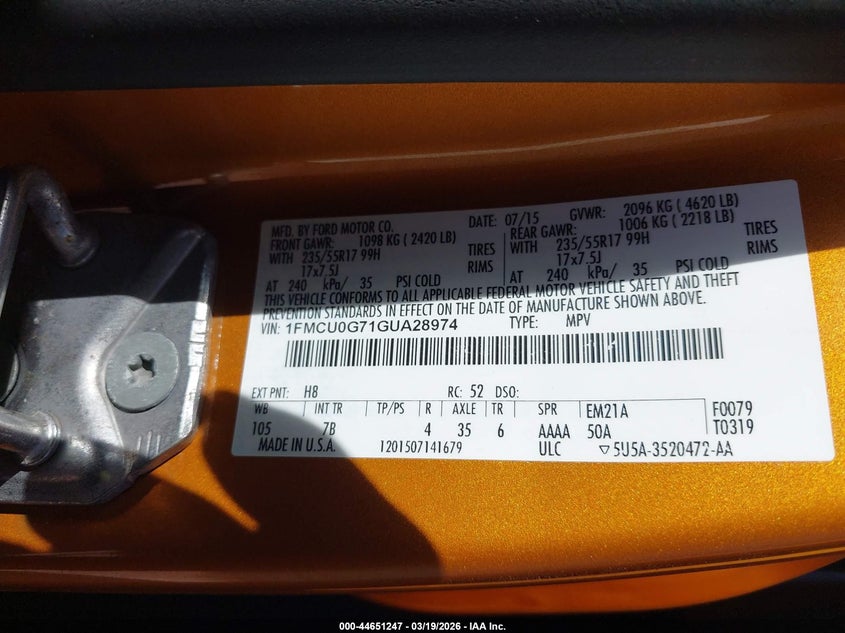 MFD. BY FORD MOTOR CO. DATE: 07/15 GVWR: 2096 KG ( 4620 LB)
FRONT GAWR: 1098 KG ( 2420 LB) REAR GAWR: 1006 KG ( 2218 LB)
WITH 235/55R17 99H TIRES WITH 235/55R17 99H TIRES
17x7.5J RIMS 17x7.5J RIMS
AT 240 kPa/ 35 PSI COLD AT 240 kPa/ 35 PSI COLD
THIS VEHICLE CONFORMS TO ALL APPLICABLE FEDERAL MOTOR VEHICLE SAFETY AND THEFT
PREVENTION STANDARDS IN EFFECT ON THE DATE OF MANUFACTURE SHOWN ABOVE.
VIN: 1FMCU0G71GUA28974 TYPE: MPV
EXT PNT: H8 RC: 52 DSO:
WB INT TR TP/PS R AXLE TR SPR EM21A F0079
105 7B 4 35 6 AAAA 50A T0319
MADE IN U.S.A. 1201507141679 ULC ▽5U5A-3520472-AA
000-44651247 - 03/19/2026 - IAA Inc.